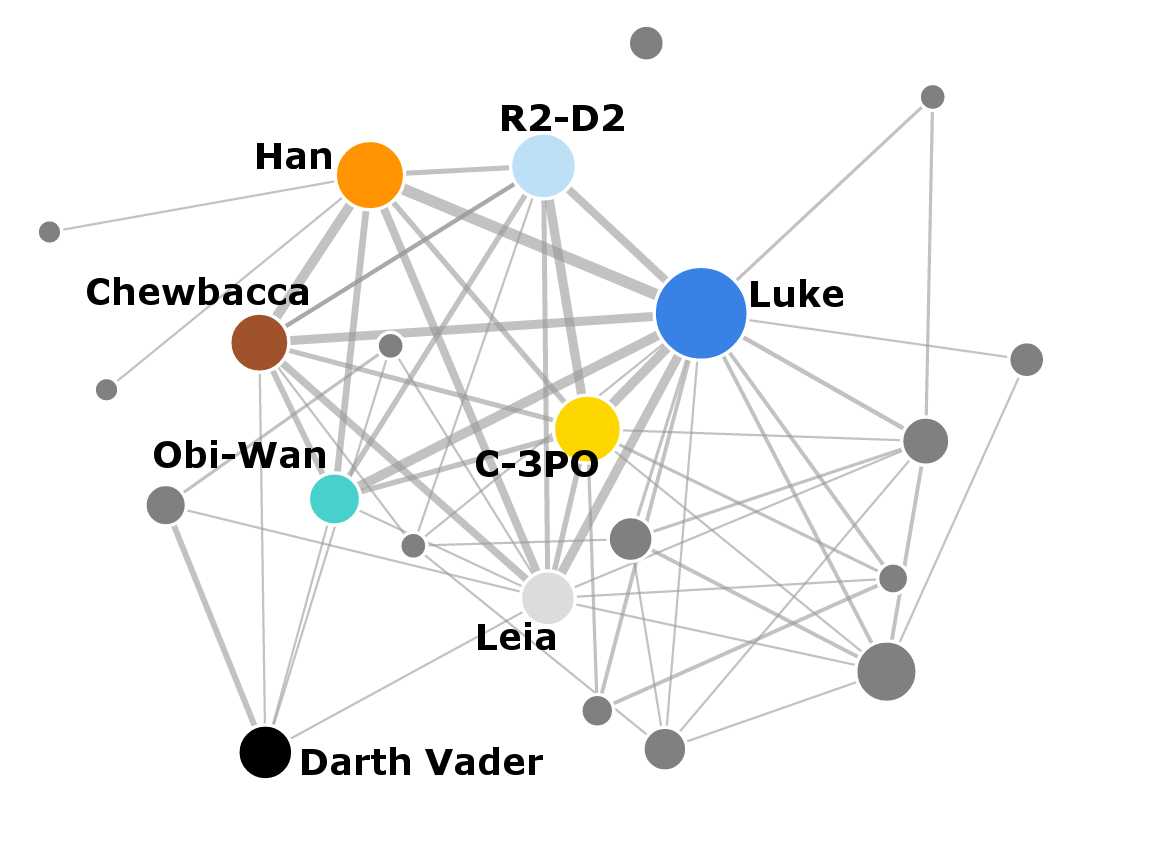 R2-D2
Han
Chewbacca
Luke
Obi-Wan
C-3PO
Leia
Darth Vader